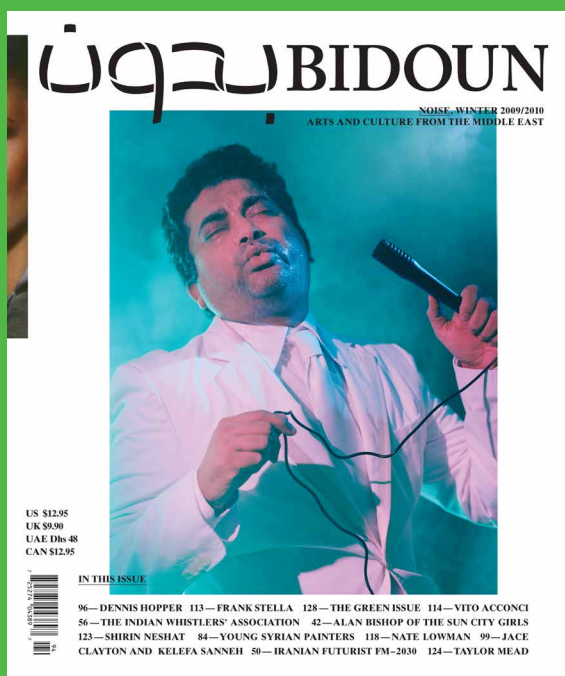 بدون BIDOUN
NOISE, WINTER 2009/2010
ARTS AND CULTURE FROM THE MIDDLE EAST
US $12.95
UK $9.90
UAE Dhs 48
CAN $12.95
IN THIS ISSUE
96—DENNIS HOPPER 113—FRANK STELLA 128—THE GREEN ISSUE 114—VITO ACCONCI
56—THE INDIAN WHISTLERS' ASSOCIATION 42—ALAN BISHOP OF THE SUN CITY GIRLS
123—SHIRIN NESHAT 84—YOUNG SYRIAN PAINTERS 118—NATE LOWMAN 99—JACE
CLAYTON AND KELEFA SANNEH 50—IRANIAN FUTURIST FM-2030 124—TAYLOR MEAD